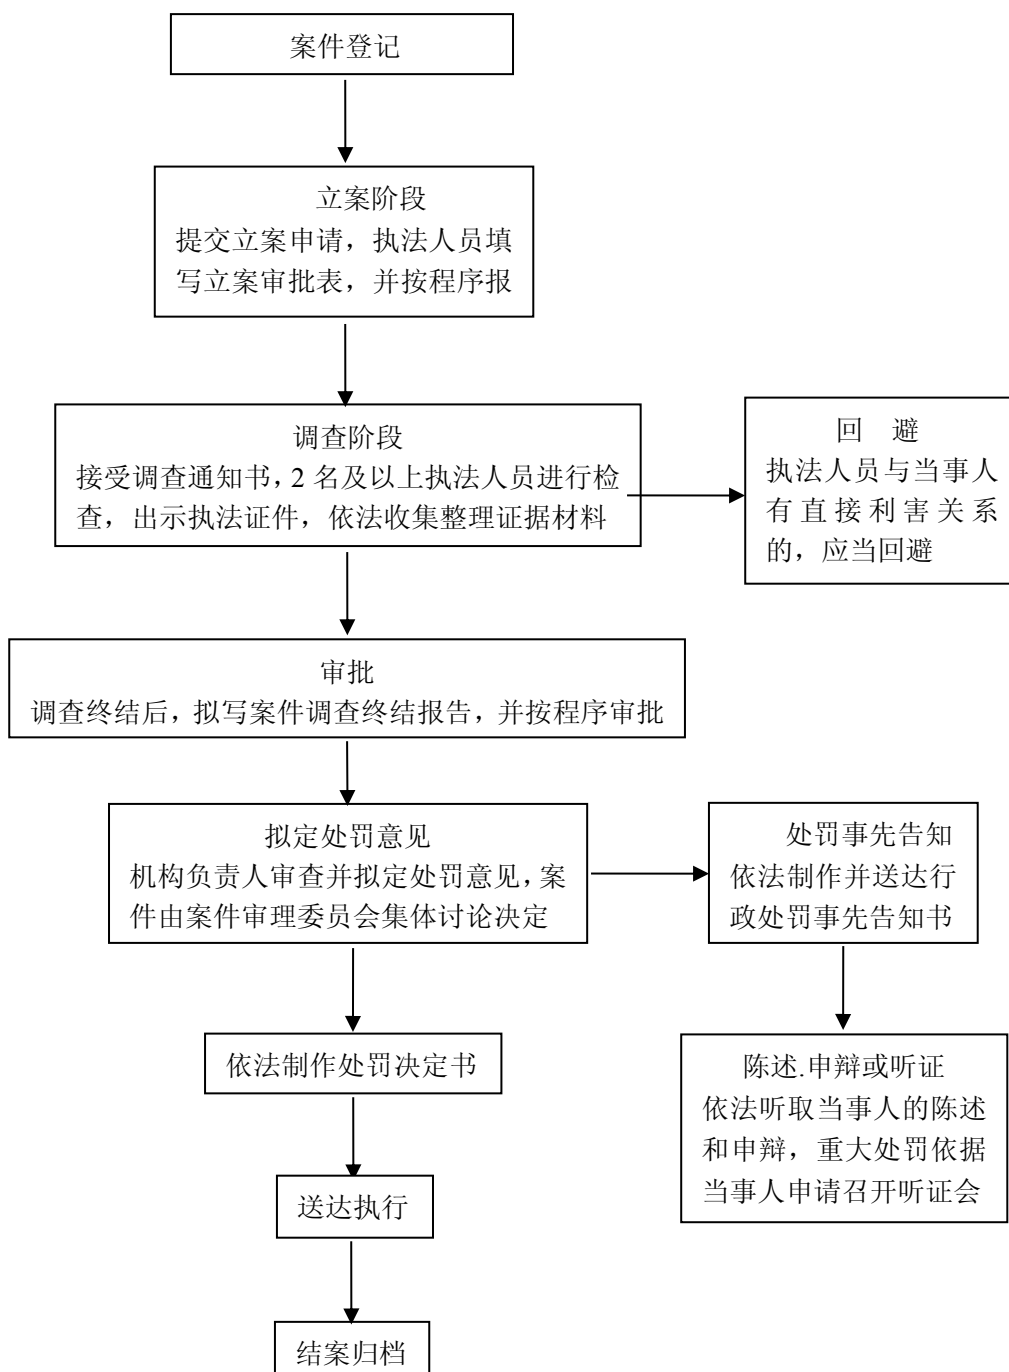 案件登记
立案阶段
提交立案申请，执法人员填
写立案审批表，并按程序报
调查阶段
接受调查通知书，2 名及以上执法人员进行检
查，出示执法证件，依法收集整理证据材料
回 避
执法人员与当事人
有直接利害关系
的，应当回避
审批
调查终结后，拟写案件调查终结报告，并按程序审批
拟定处罚意见
机构负责人审查并拟定处罚意见，案
件由案件审理委员会集体讨论决定
处罚事先告知
依法制作并送达行
政处罚事先告知书
依法制作处罚决定书
陈述.申辩或听证
依法听取当事人的陈述
和申辩，重大处罚依据
当事人申请召开听证会
送达执行
结案归档